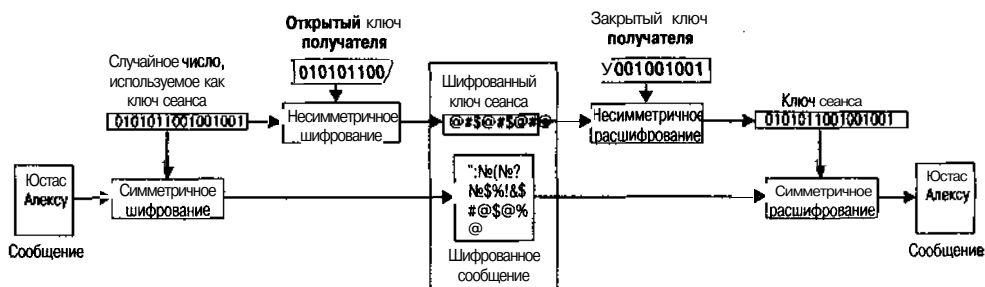 Случайное число,
используемое как
ключ сеанса
0101011001001001
Открытый ключ
получателя
010101100
Несимметричное
шифрование
Шифрованный
ключ сеанса
@#$@#$@#@
Закрытый ключ
получателя
У001001001
Несимметричное
расшифрование
Ключ сеанса
0101011001001001
Юстас
Алексу
Сообщение
Симметричное
шифрование
":№(№?
№$%!&$
#@$@%
@
Шифрованное
сообщение
Симметричное
расшифрование
Юстас
Алексу
Сообщение